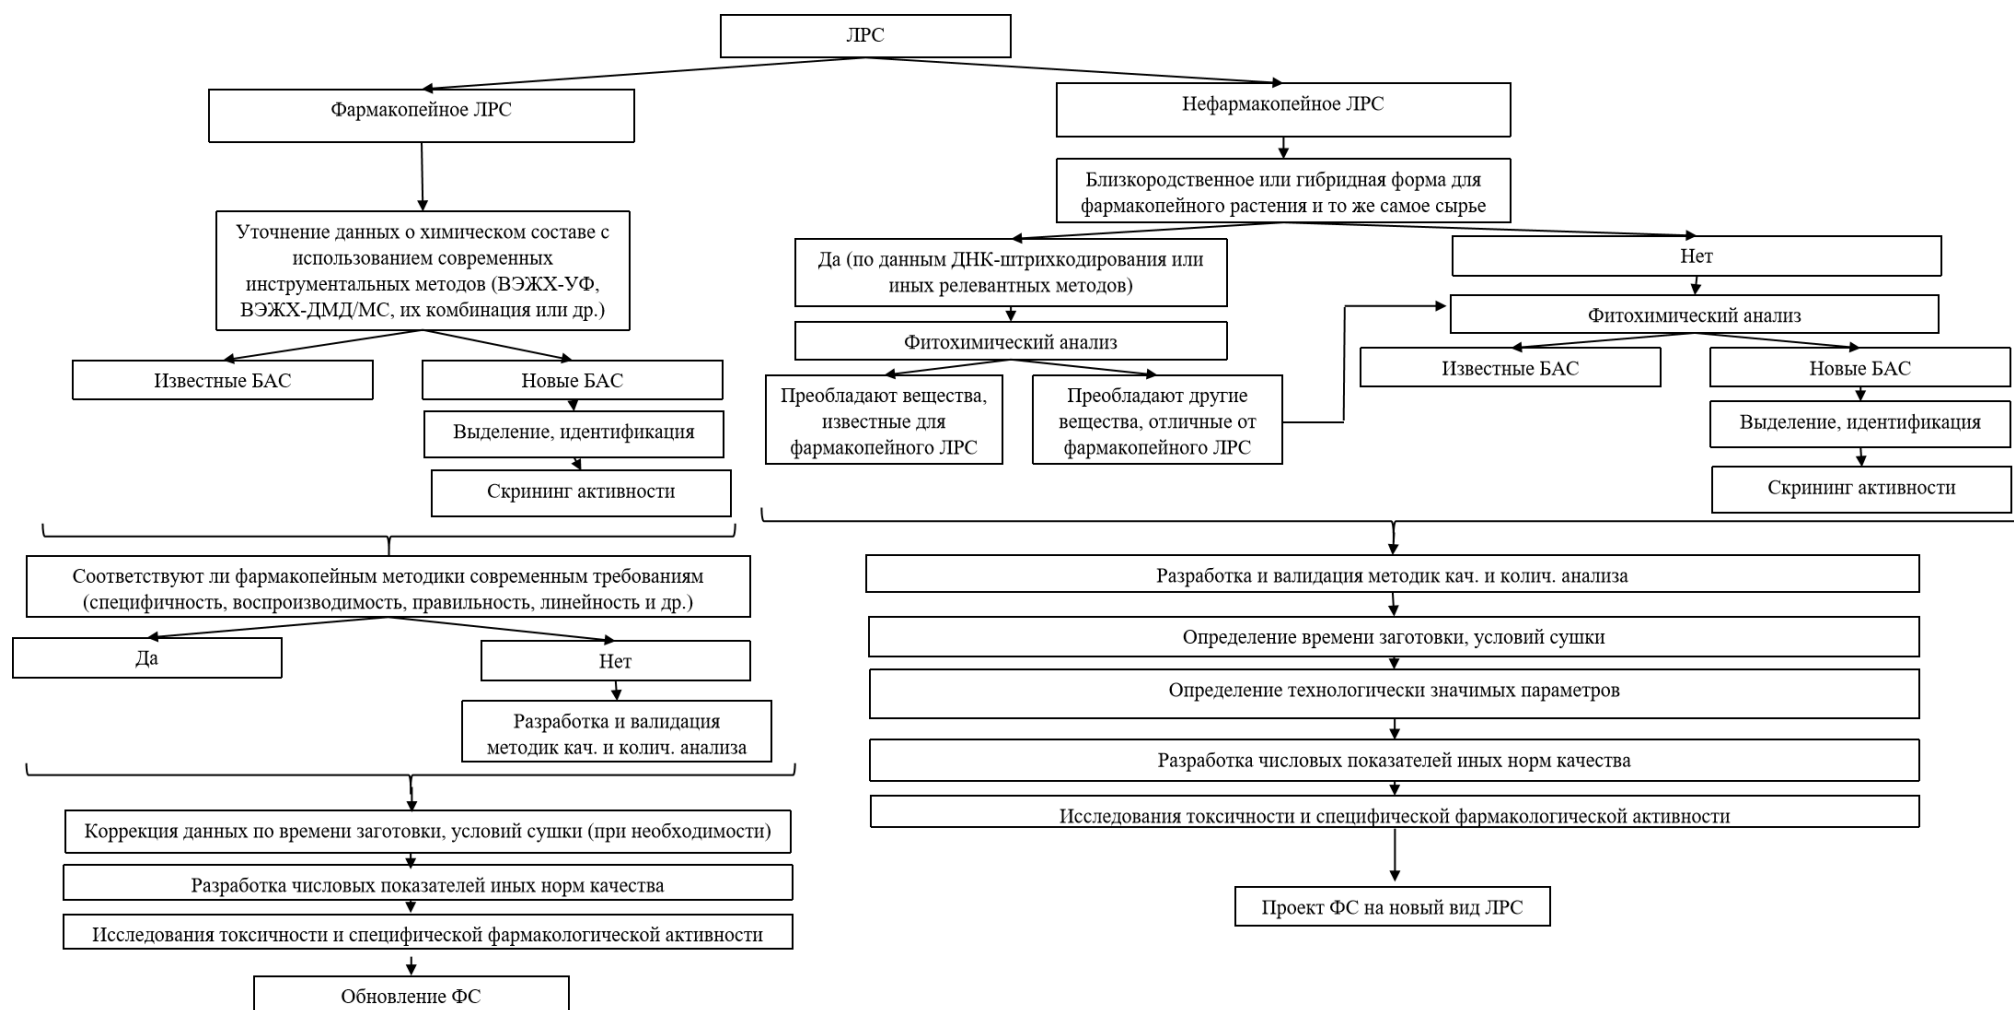 ЛРС
Фармакопейное ЛРС
Нефармакопейное ЛРС
Близкородственное или гибридная форма для
фармакопейного растения и то же самое сырье
Уточнение данных о химическом составе с
использованием современных
инструментальных методов (ВЭЖХ-УФ,
ВЭЖХ-ДМД/МС, их комбинация или др.)
Да (по данным ДНК-штрихкодирования или
иных релевантных методов)
Нет
Фитохимический анализ
Фитохимический анализ
Известные БАС
Новые БАС
Выделение, идентификация
Скрининг активности
Преобладают вещества,
известные для
фармакопейного ЛРС
Преобладают другие
вещества, отличные от
фармакопейного ЛРС
Известные БАС
Новые БАС
Выделение, идентификация
Скрининг активности
Соответствуют ли фармакопейным методики современным требованиям
(специфичность, воспроизводимость, правильность, линейность и др.)
Да
Нет
Разработка и валидация
методик кач. и колич. анализа
Коррекция данных по времени заготовки, условий сушки (при необходимости)
Разработка числовых показателей иных норм качества
Исследования токсичности и специфической фармакологической активности
Обновление ФС
Разработка и валидация методик кач. и колич. анализа
Определение времени заготовки, условий сушки
Определение технологически значимых параметров
Разработка числовых показателей иных норм качества
Исследования токсичности и специфической фармакологической активности
Проект ФС на новый вид ЛРС